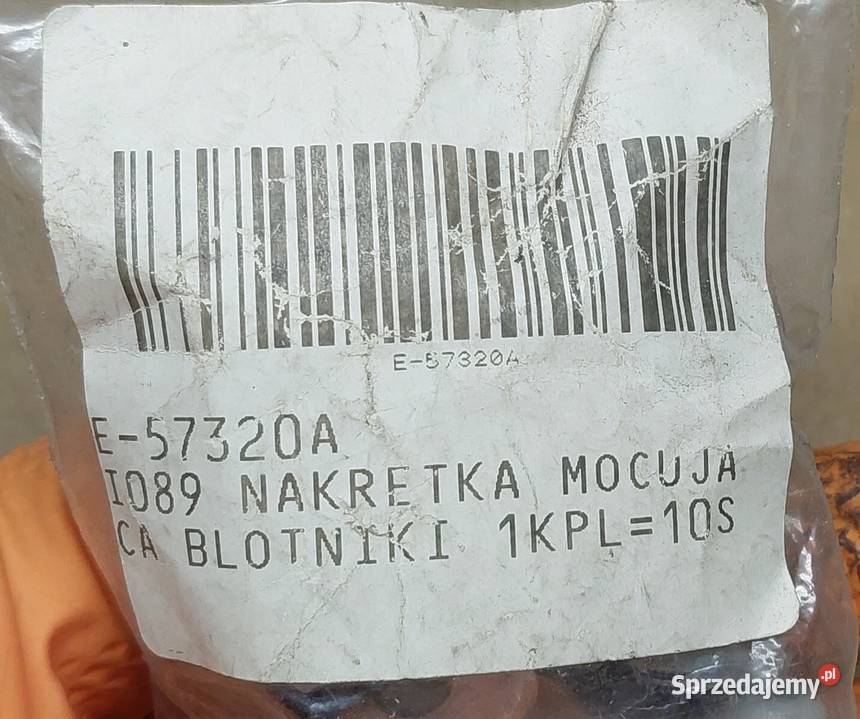 E-57320A
E-57320A
I089 NAKRETKA MOCUJA
CA BLOTNIKI 1KPL=10S
Sprzedajemy.pl